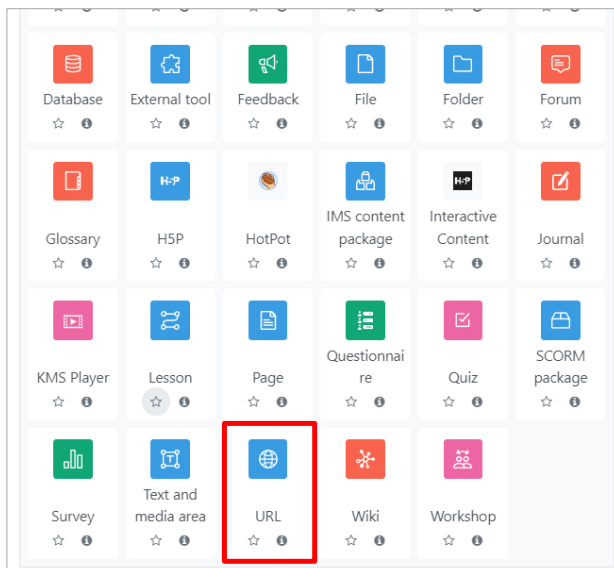 Database External tool Feedback File Folder Forum
H-P H-P
IMS content Interactive
Glossary H5P HotPot package Content Journal
Questionnai SCORM
KMS Player Lesson Page re Quiz package
Text and
Survey media area URL Wiki Workshop